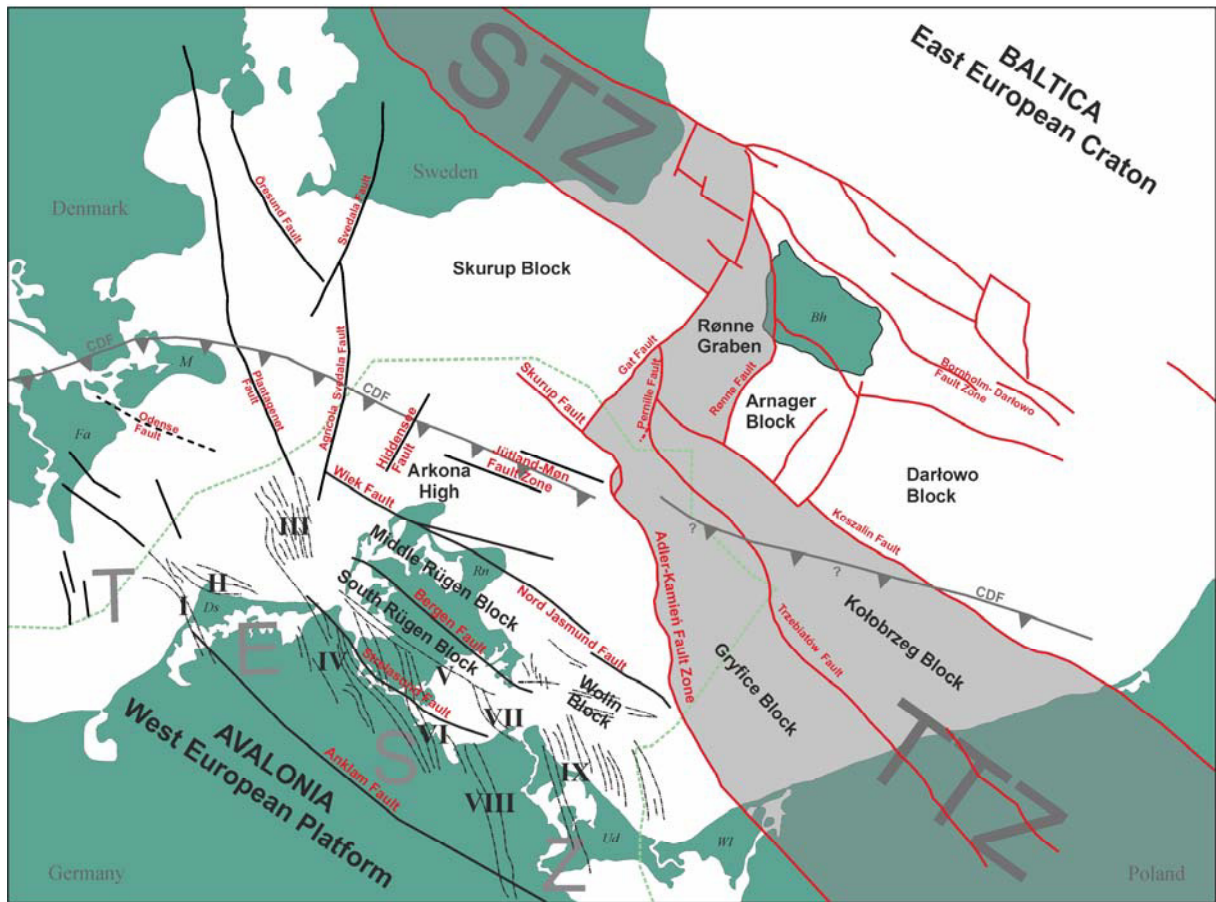 BALTICA
East European Craton
STZ
Sweden
Denmark
Öresund Fault
Svedala Fault
Skurup Block
Bh
Rønne
Graben
Gat Fault
CDF
M
Plantagenet
Fault
Agricola Svedala Fault
CDF
Skurup Fault
Pernille Fault
Rønne Fault
Arnager
Block
Bornholm-Darłowo
Fault Zone
Odense
Fault
Fa
Hiddensee
Fault
Jütland-Møn
Fault Zone
Arkona
High
Wiek Fault
Darłowo
Block
Koszalin Fault
III
Middle Rügen Block
Rn
?
?
CDF
T
II
I
Ds
E
South Rügen Block
Bergen Fault
Nord Jasmund Fault
Adler-Kamień Fault Zone
Trzebiatów Fault
Kołobrzeg Block
Gryfice Block
IV
V
Strelasund Fault
Wolin
Block
VI
VII
S
AVALONIA
West European Platform
Anklam Fault
VIII
IX
TTZ
Ud
Wl
Z
Germany
Poland